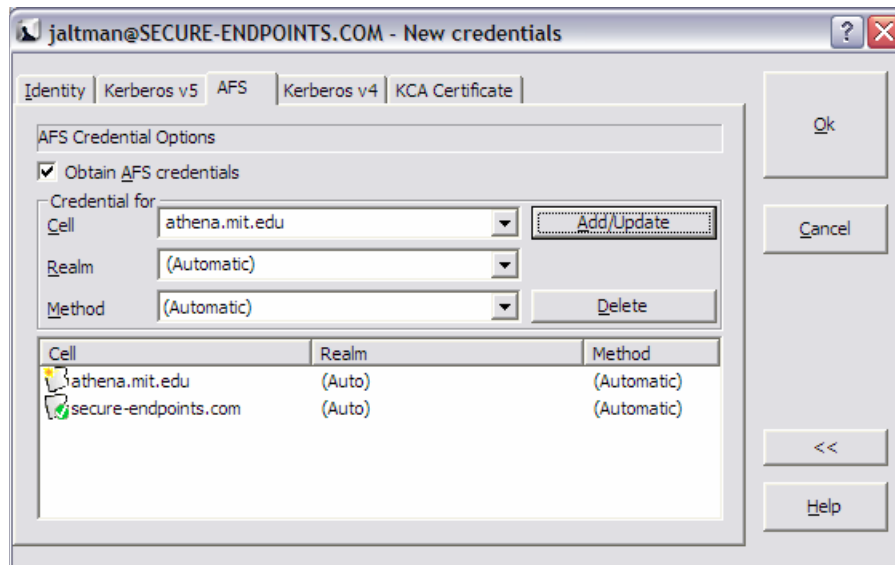 jaltman@SECURE-ENDPOINTS.COM - New credentials
Identity Kerberos v5 AFS Kerberos v4 KCA Certificate
AFS Credential Options
Obtain AFS credentials
Credential for
Cell athena.mit.edu Add/Update
Realm (Automatic)
Method (Automatic) Delete
Cell Realm Method
athena.mit.edu (Auto) (Automatic)
secure-endpoints.com (Auto) (Automatic)
Ok
Cancel
<<
Help